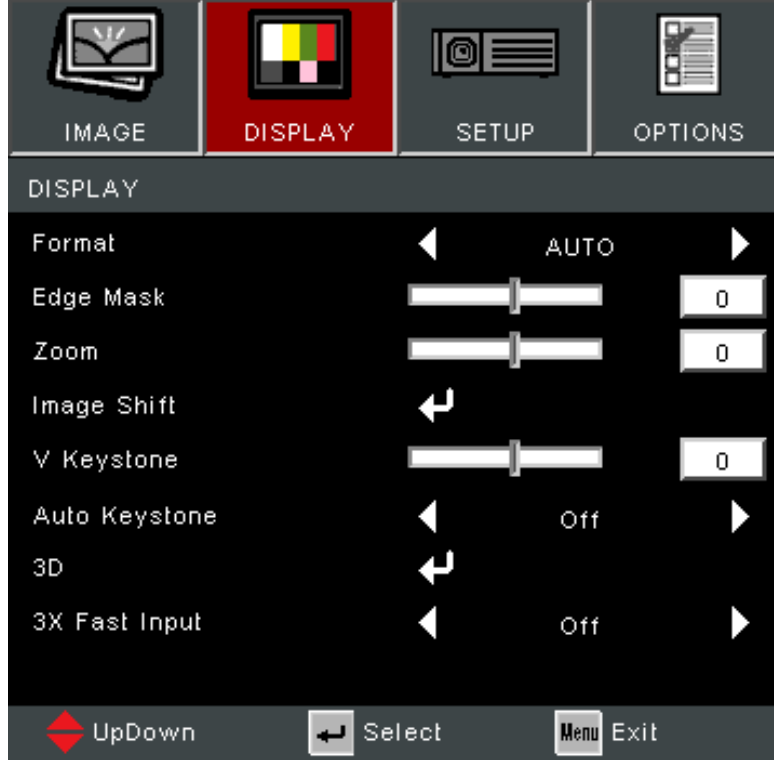 IMAGE DISPLAY SETUP OPTIONS
DISPLAY
Format AUTO
Edge Mask 0
Zoom 0
Image Shift
V Keystone 0
Auto Keystone Off
3D
3X Fast Input Off
UpDown Select Menu Exit